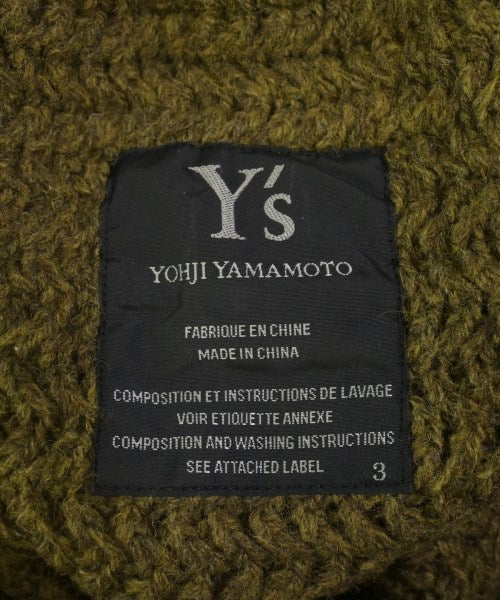 Y's
YOHJI YAMAMOTO
FABRIQUE EN CHINE
MADE IN CHINA
COMPOSITION ET INSTRUCTIONS DE LAVAGE
VOIR ETIQUETTE ANNEXE
COMPOSITION AND WASHING INSTRUCTIONS
SEE ATTACHED LABEL
3